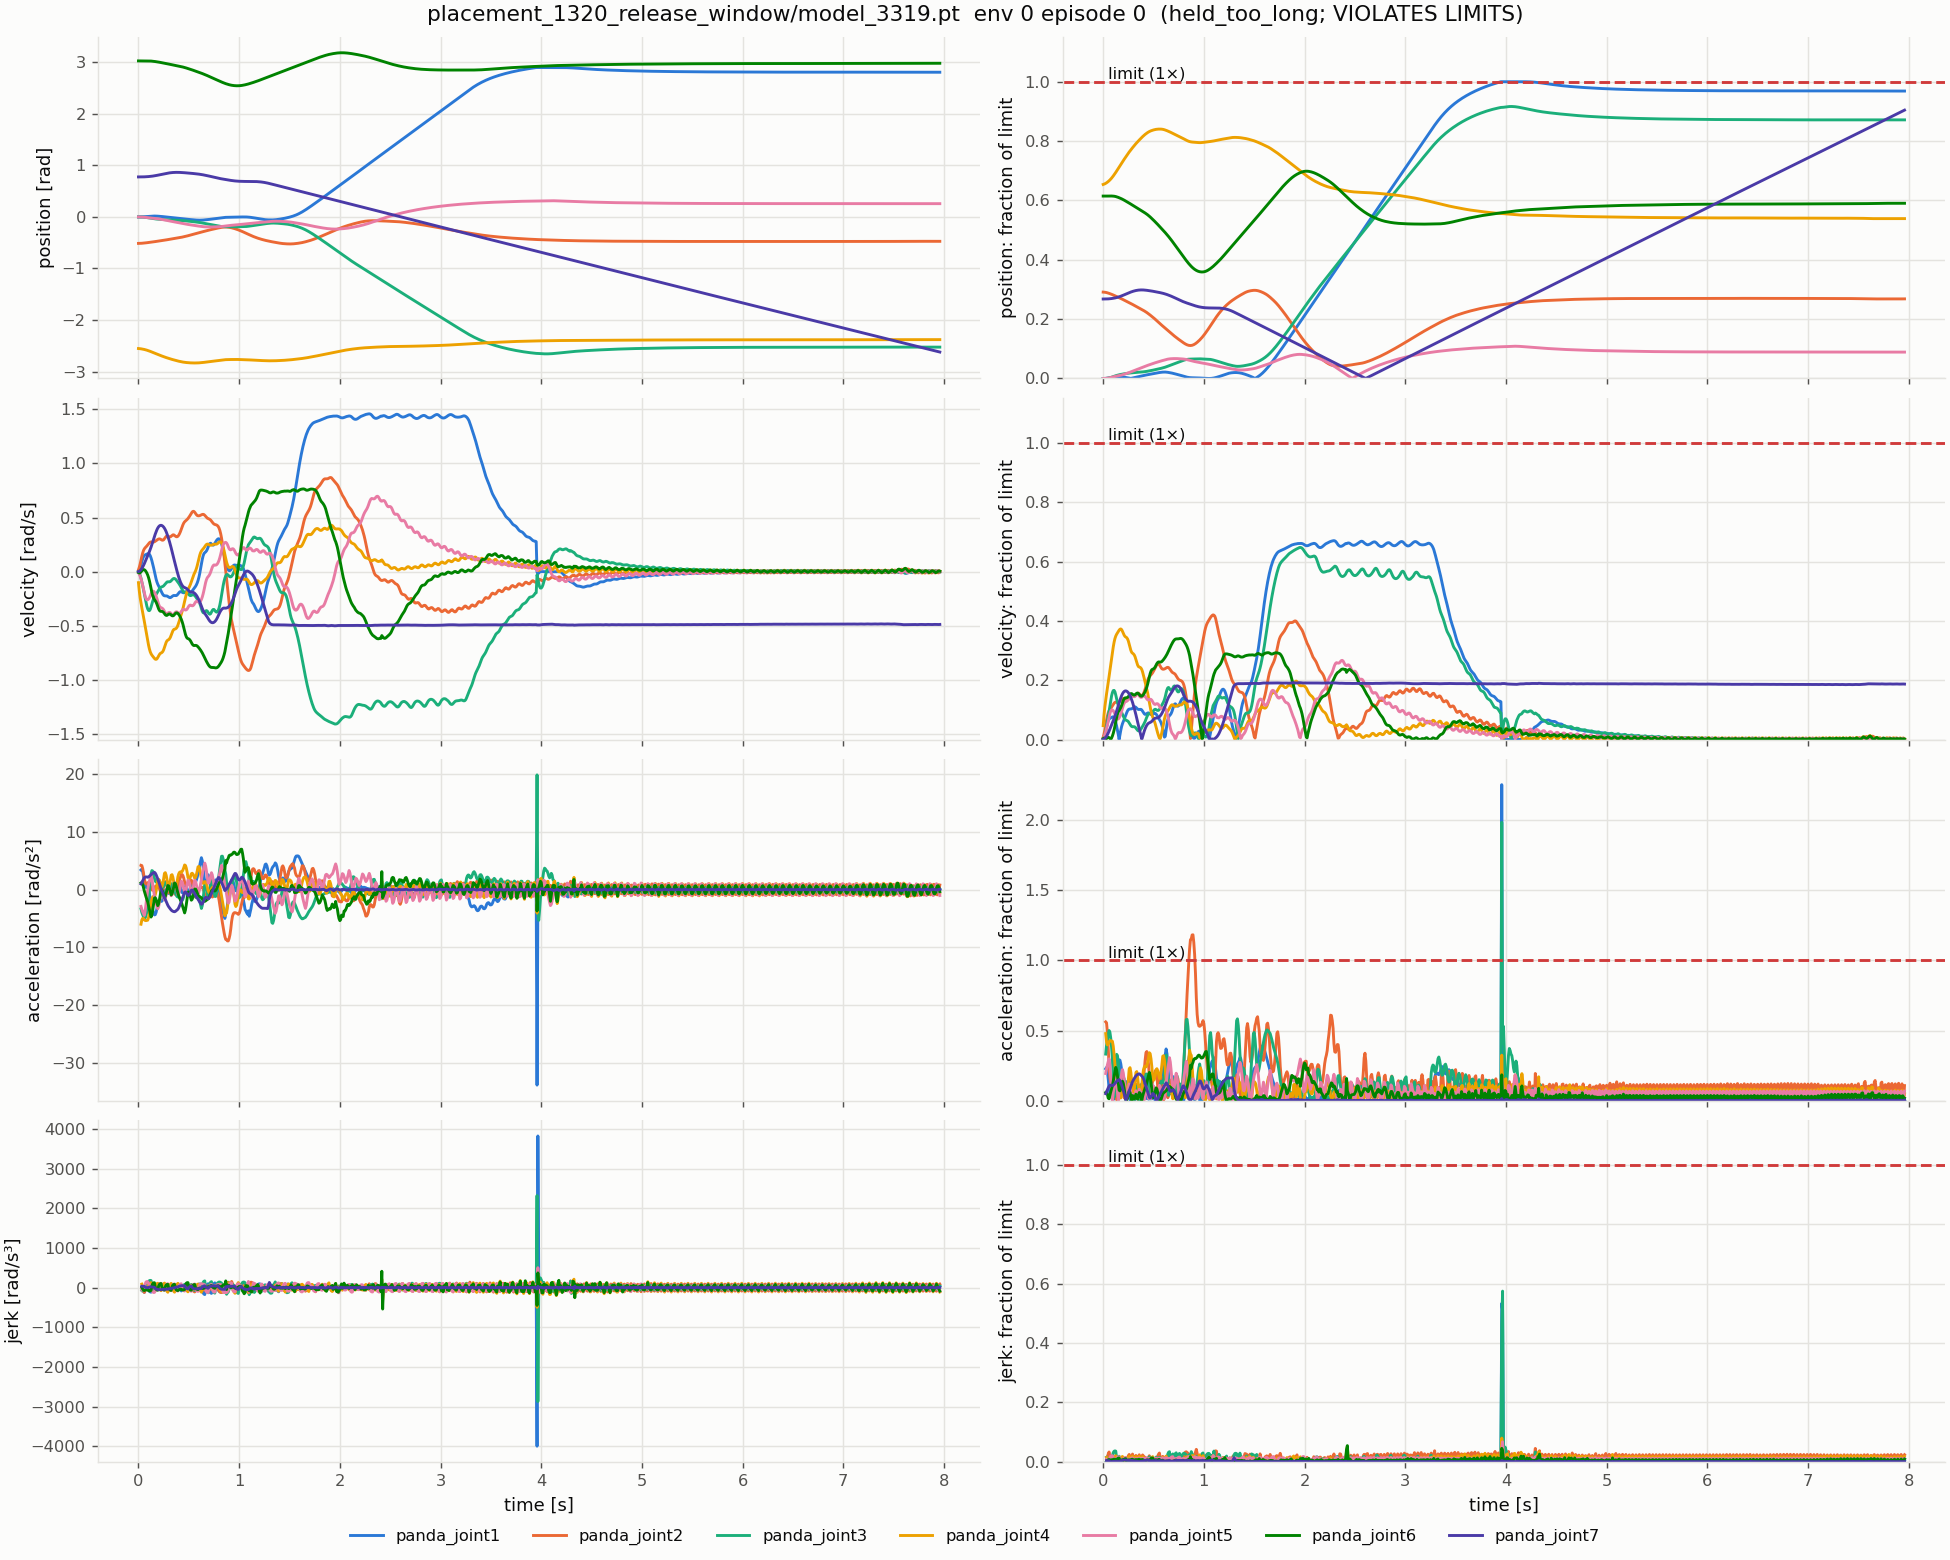 placement_1320_release_window/model_3319.pt  env 0 episode 0  (held_too_long; VIOLATES LIMITS)
position [rad]
3
2
1
0
−1
−2
−3
position: fraction of limit
limit (1×)
1.0
0.8
0.6
0.4
0.2
0.0
velocity [rad/s]
1.5
1.0
0.5
0.0
−0.5
−1.0
−1.5
velocity: fraction of limit
limit (1×)
1.0
0.8
0.6
0.4
0.2
0.0
acceleration [rad/s²]
20
10
0
−10
−20
−30
acceleration: fraction of limit
2.0
1.5
limit (1×)
1.0
0.5
0.0
jerk [rad/s³]
4000
3000
2000
1000
0
−1000
−2000
−3000
−4000
0 1 2 3 4 5 6 7 8
time [s]
jerk: fraction of limit
limit (1×)
1.0
0.8
0.6
0.4
0.2
0.0
0 1 2 3 4 5 6 7 8
time [s]
panda_joint1 panda_joint2 panda_joint3 panda_joint4 panda_joint5 panda_joint6 panda_joint7